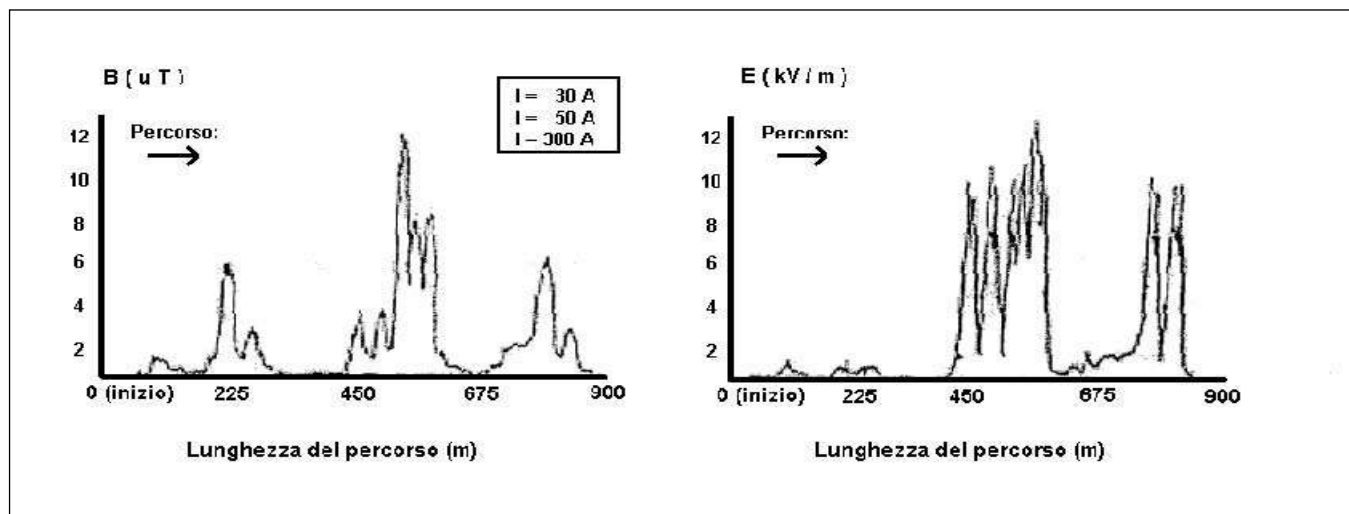 B ( u T )
I = 30 A
I = 50 A
I – 300 A
Percorso:
12
10
8
6
4
2
0 (inizio) 225 450 675 900
Lunghezza del percorso (m)
E ( kV / m )
Percorso:
12
10
8
6
4
2
0 (inizio) 225 450 675 900
Lunghezza del percorso (m)